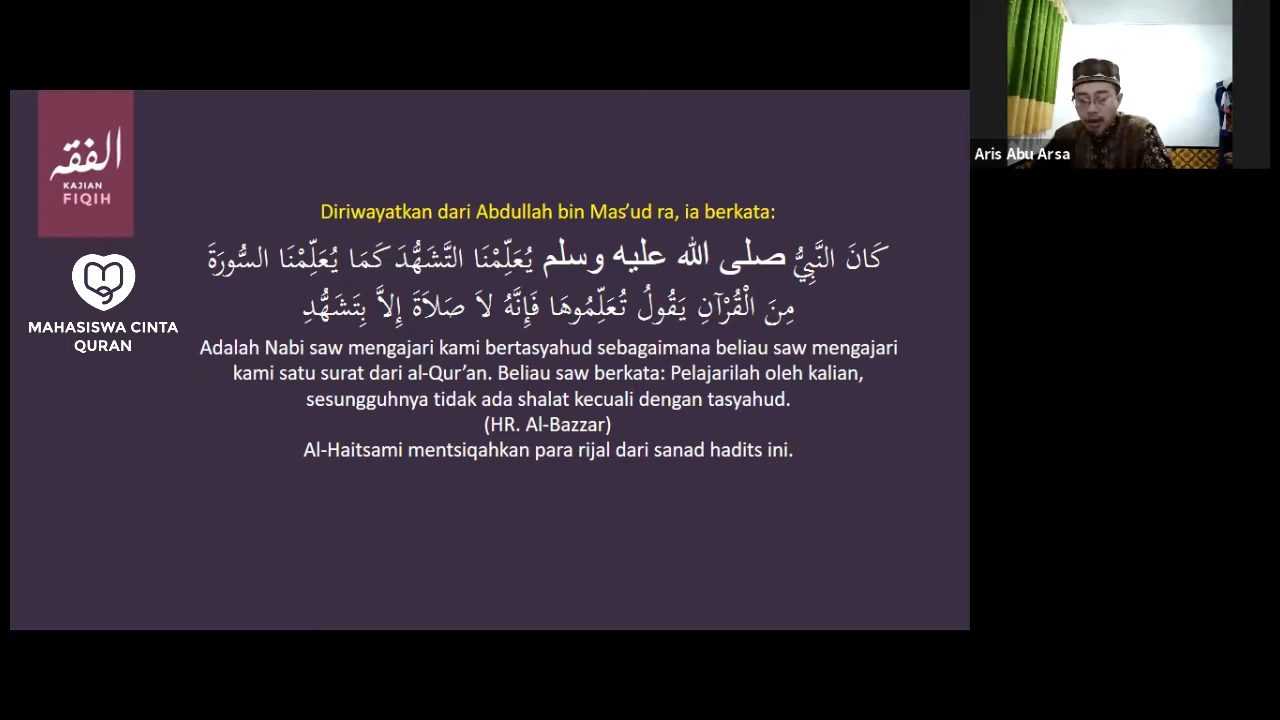 الفقه
KAJIAN
FIQIH
MAHASISWA CINTA
QURAN
Diriwayatkan dari Abdullah bin Mas’ud ra, ia berkata:
كَانَ النَّبِيُّ صلى الله عليه وسلم يُعَلِّمْنَا التَّشَهُّدَ كَمَا يُعَلِّمْنَا السُّورَةَ
مِنَ الْقُرْآنِ يَقُولُ تُعَلِّمُوهَا فَإِنَّهُ لاَ صَلاَةَ إِلاَّ بِتَشَهُّدِ
Adalah Nabi saw mengajari kami bertasyahud sebagaimana beliau saw mengajari
kami satu surat dari al-Qur’an. Beliau saw berkata: Pelajarilah oleh kalian,
sesungguhnya tidak ada shalat kecuali dengan tasyahud.
(HR. Al-Bazzar)
Al-Haitsami mentsiqahkan para rijal dari sanad hadits ini.
Aris Abu Arsa